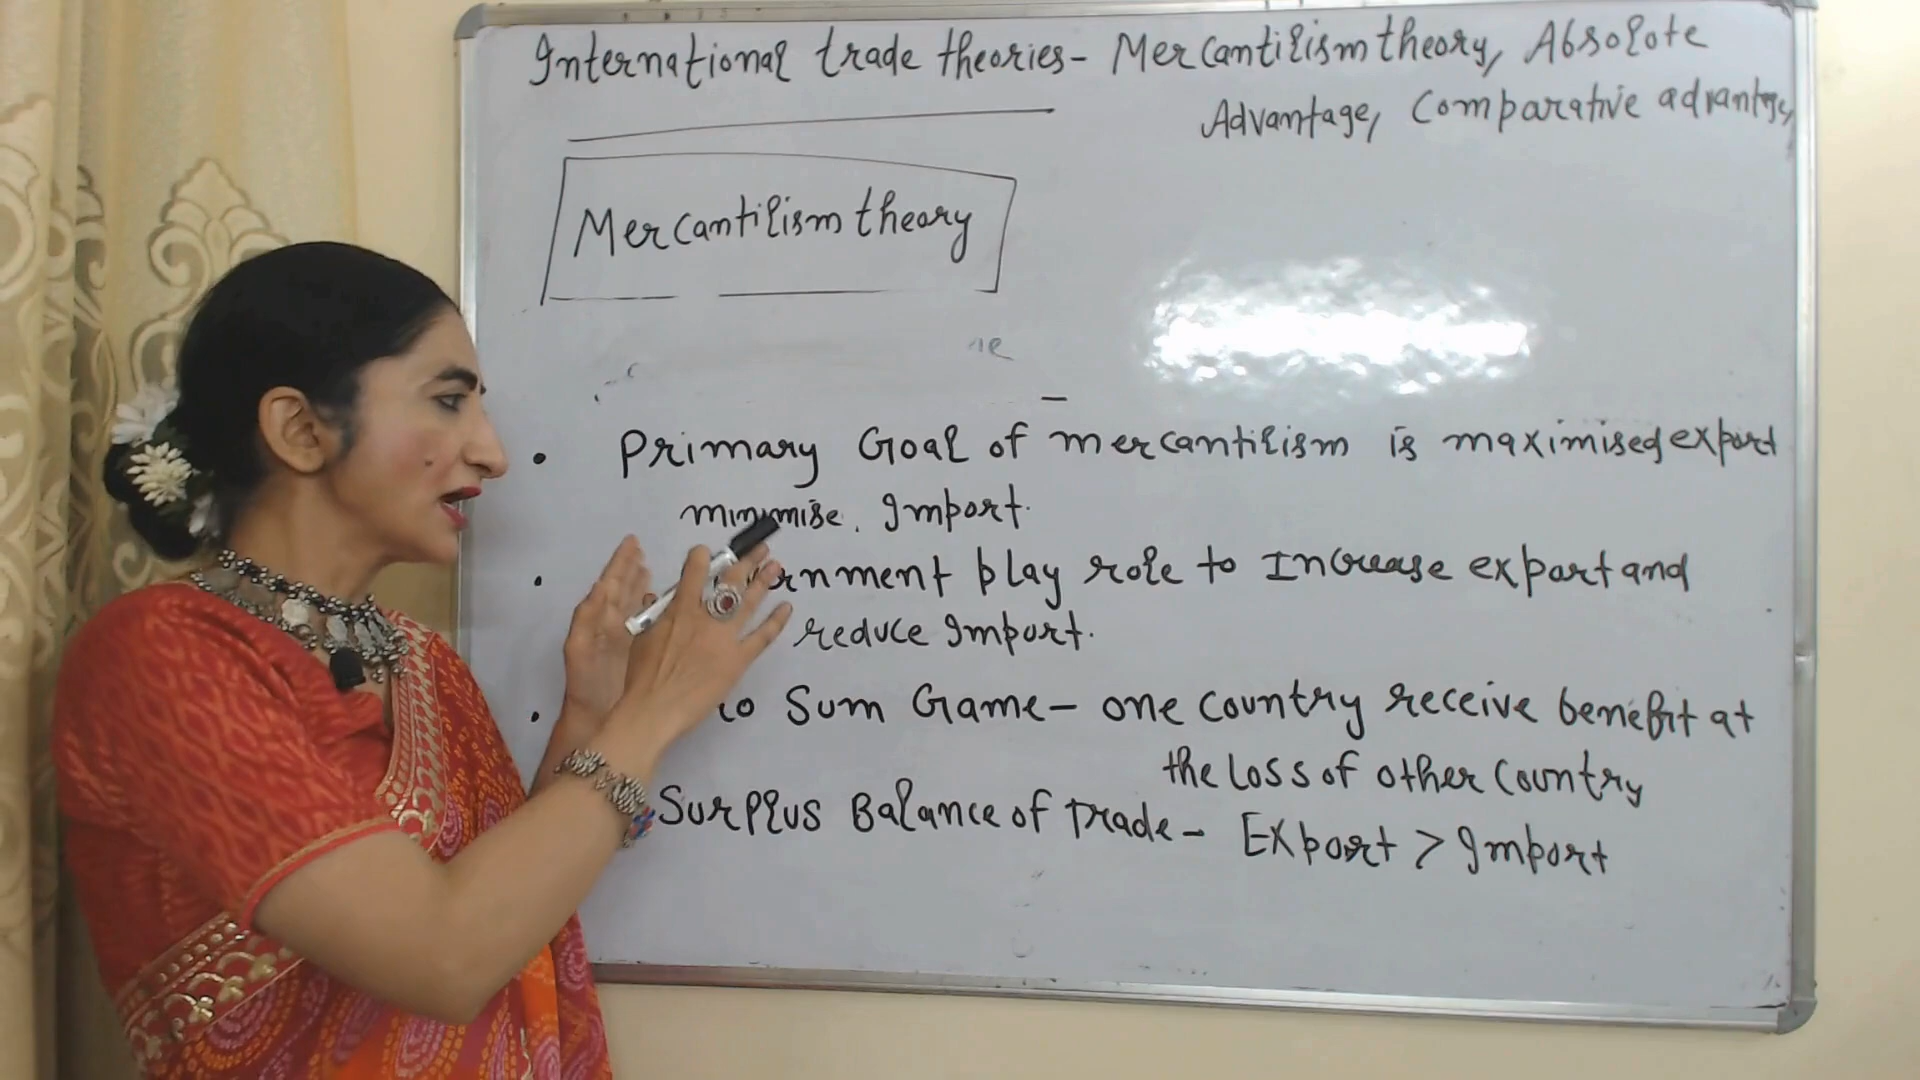 International trade theories - Mercantilism theory, Absolote
Advantage, Comparative advantage,
Mercantilism theory
• Primary Goal of mercantilism is maximised export
minimise. Import.
• play role to Increase export and
reduce Import.
• Sum Game - one country receive benefit at
the loss of other country
Surplus Balance of Trade - Export > Import